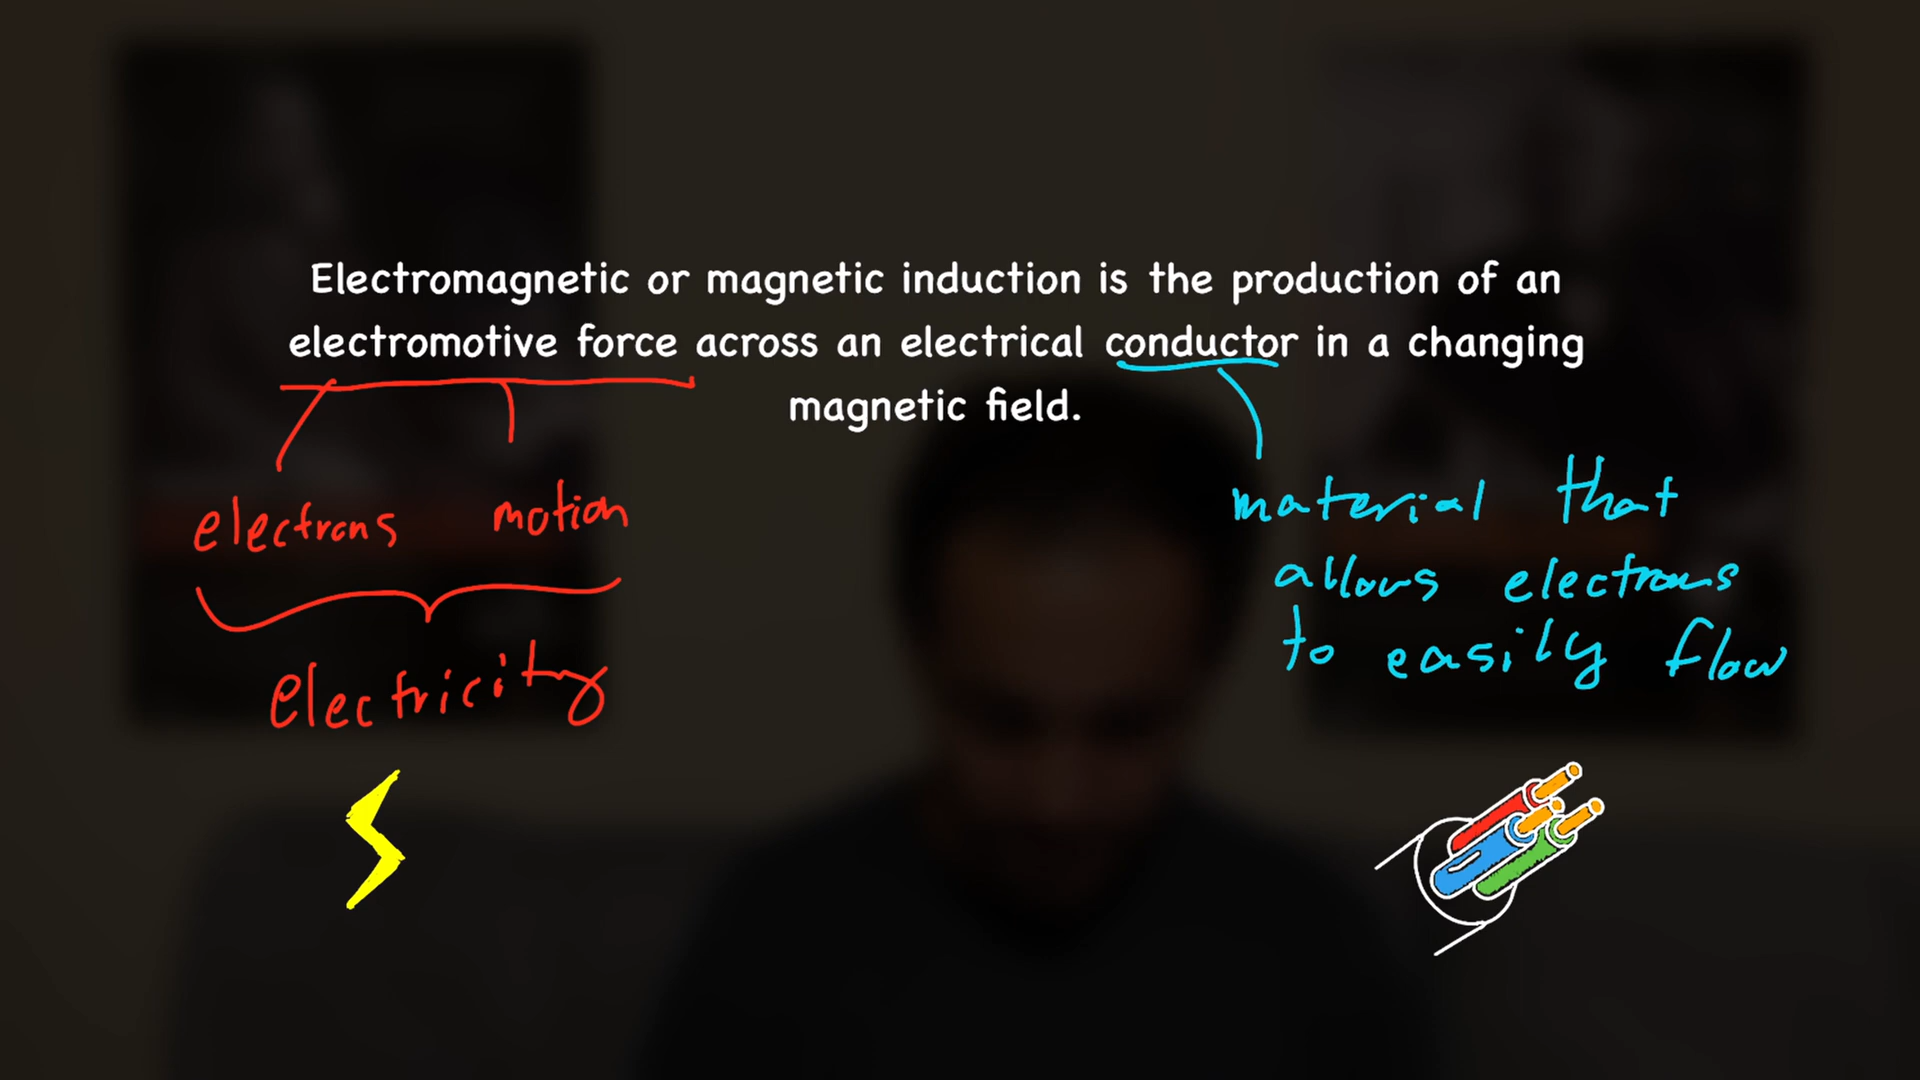 Electromagnetic or magnetic induction is the production of an
electromotive force across an electrical conductor in a changing
magnetic field.
electrons motion
electricity
material that
allows electrons
to easily flow